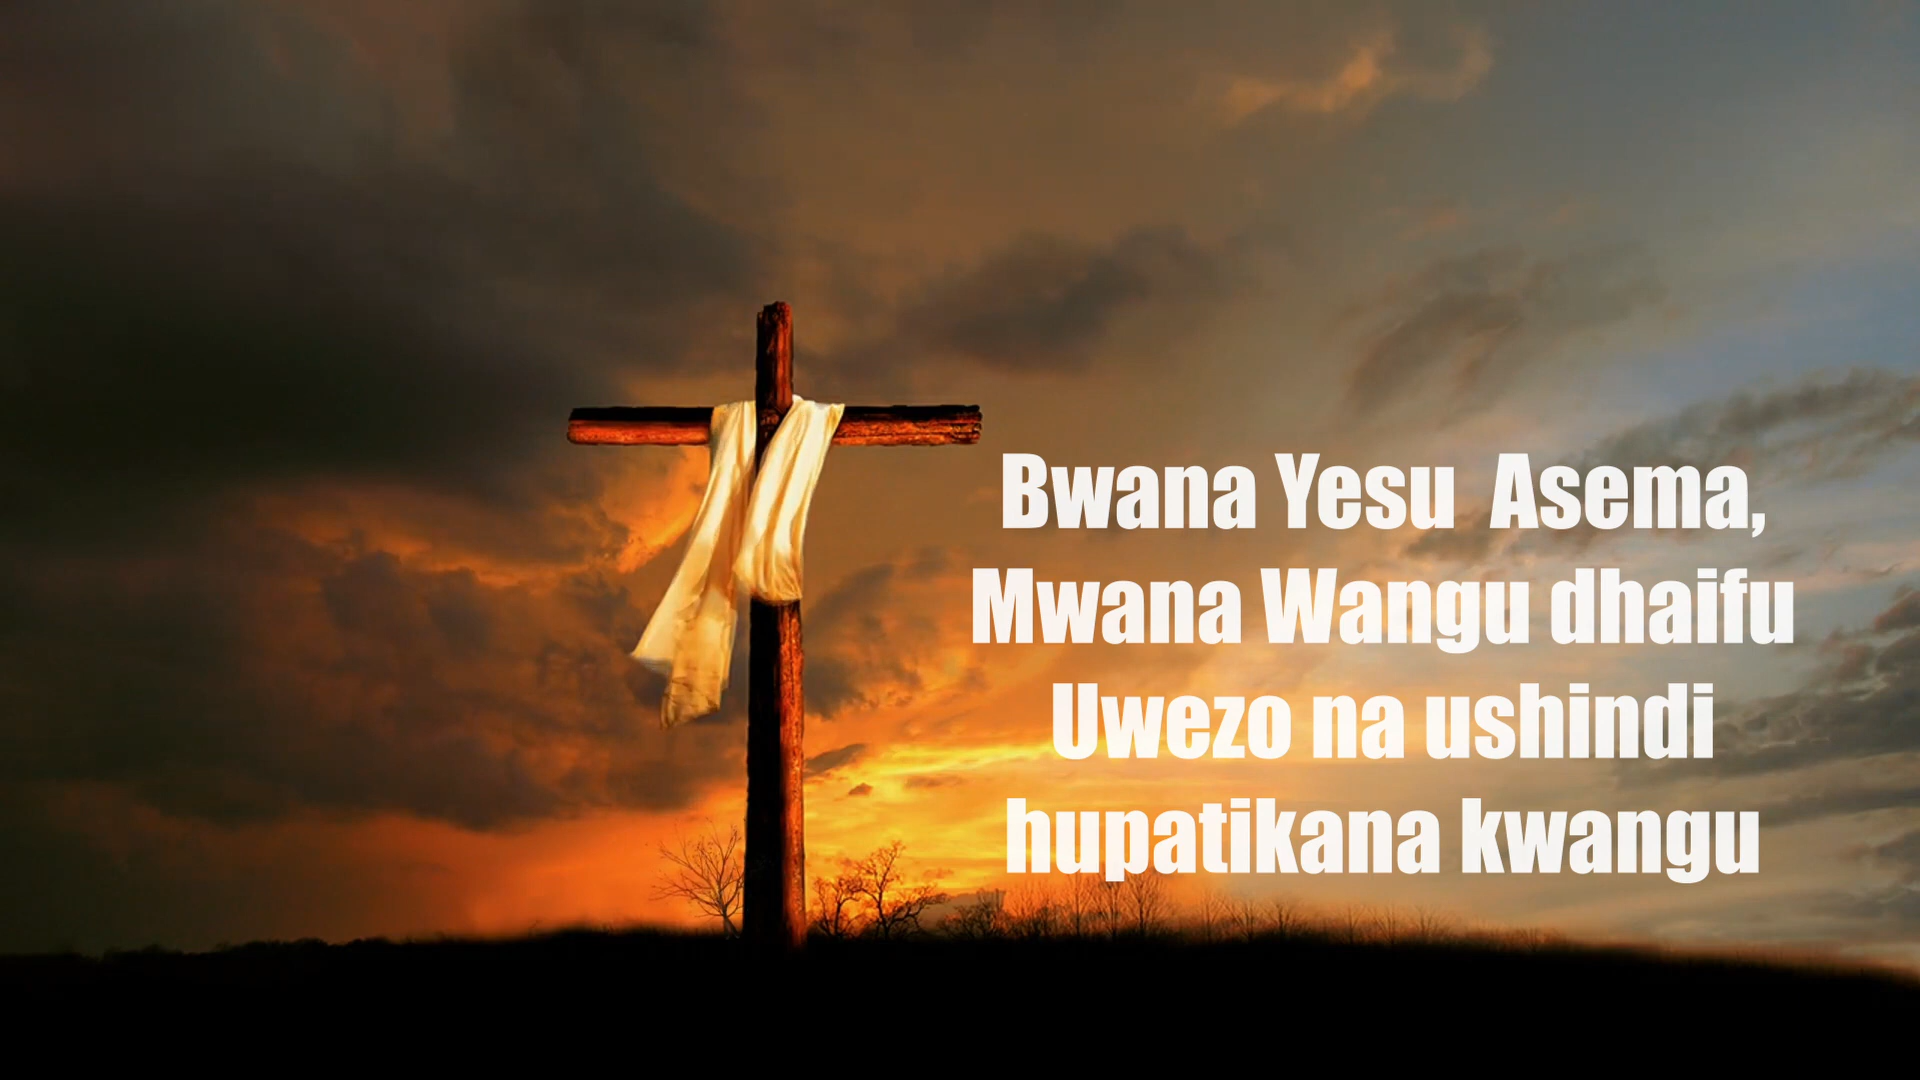 Bwana Yesu  Asema,
Mwana Wangu dhaifu
Uwezo na ushindi
hupatikana kwangu